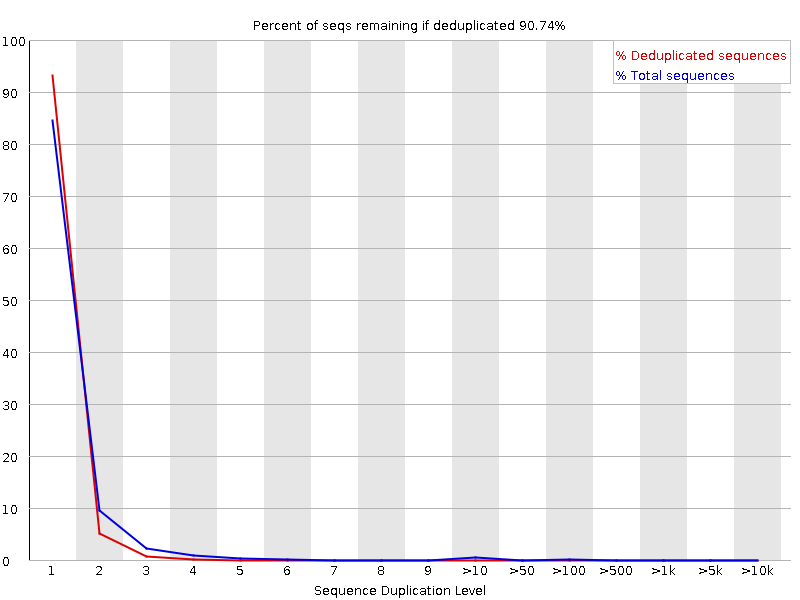 Percent of seqs remaining if deduplicated 90.74%
% Deduplicated sequences
% Total sequences
100
90
80
70
60
50
40
30
20
10
0
1 2 3 4 5 6 7 8 9 >10 >50 >100 >500 >1k >5k >10k
Sequence Duplication Level